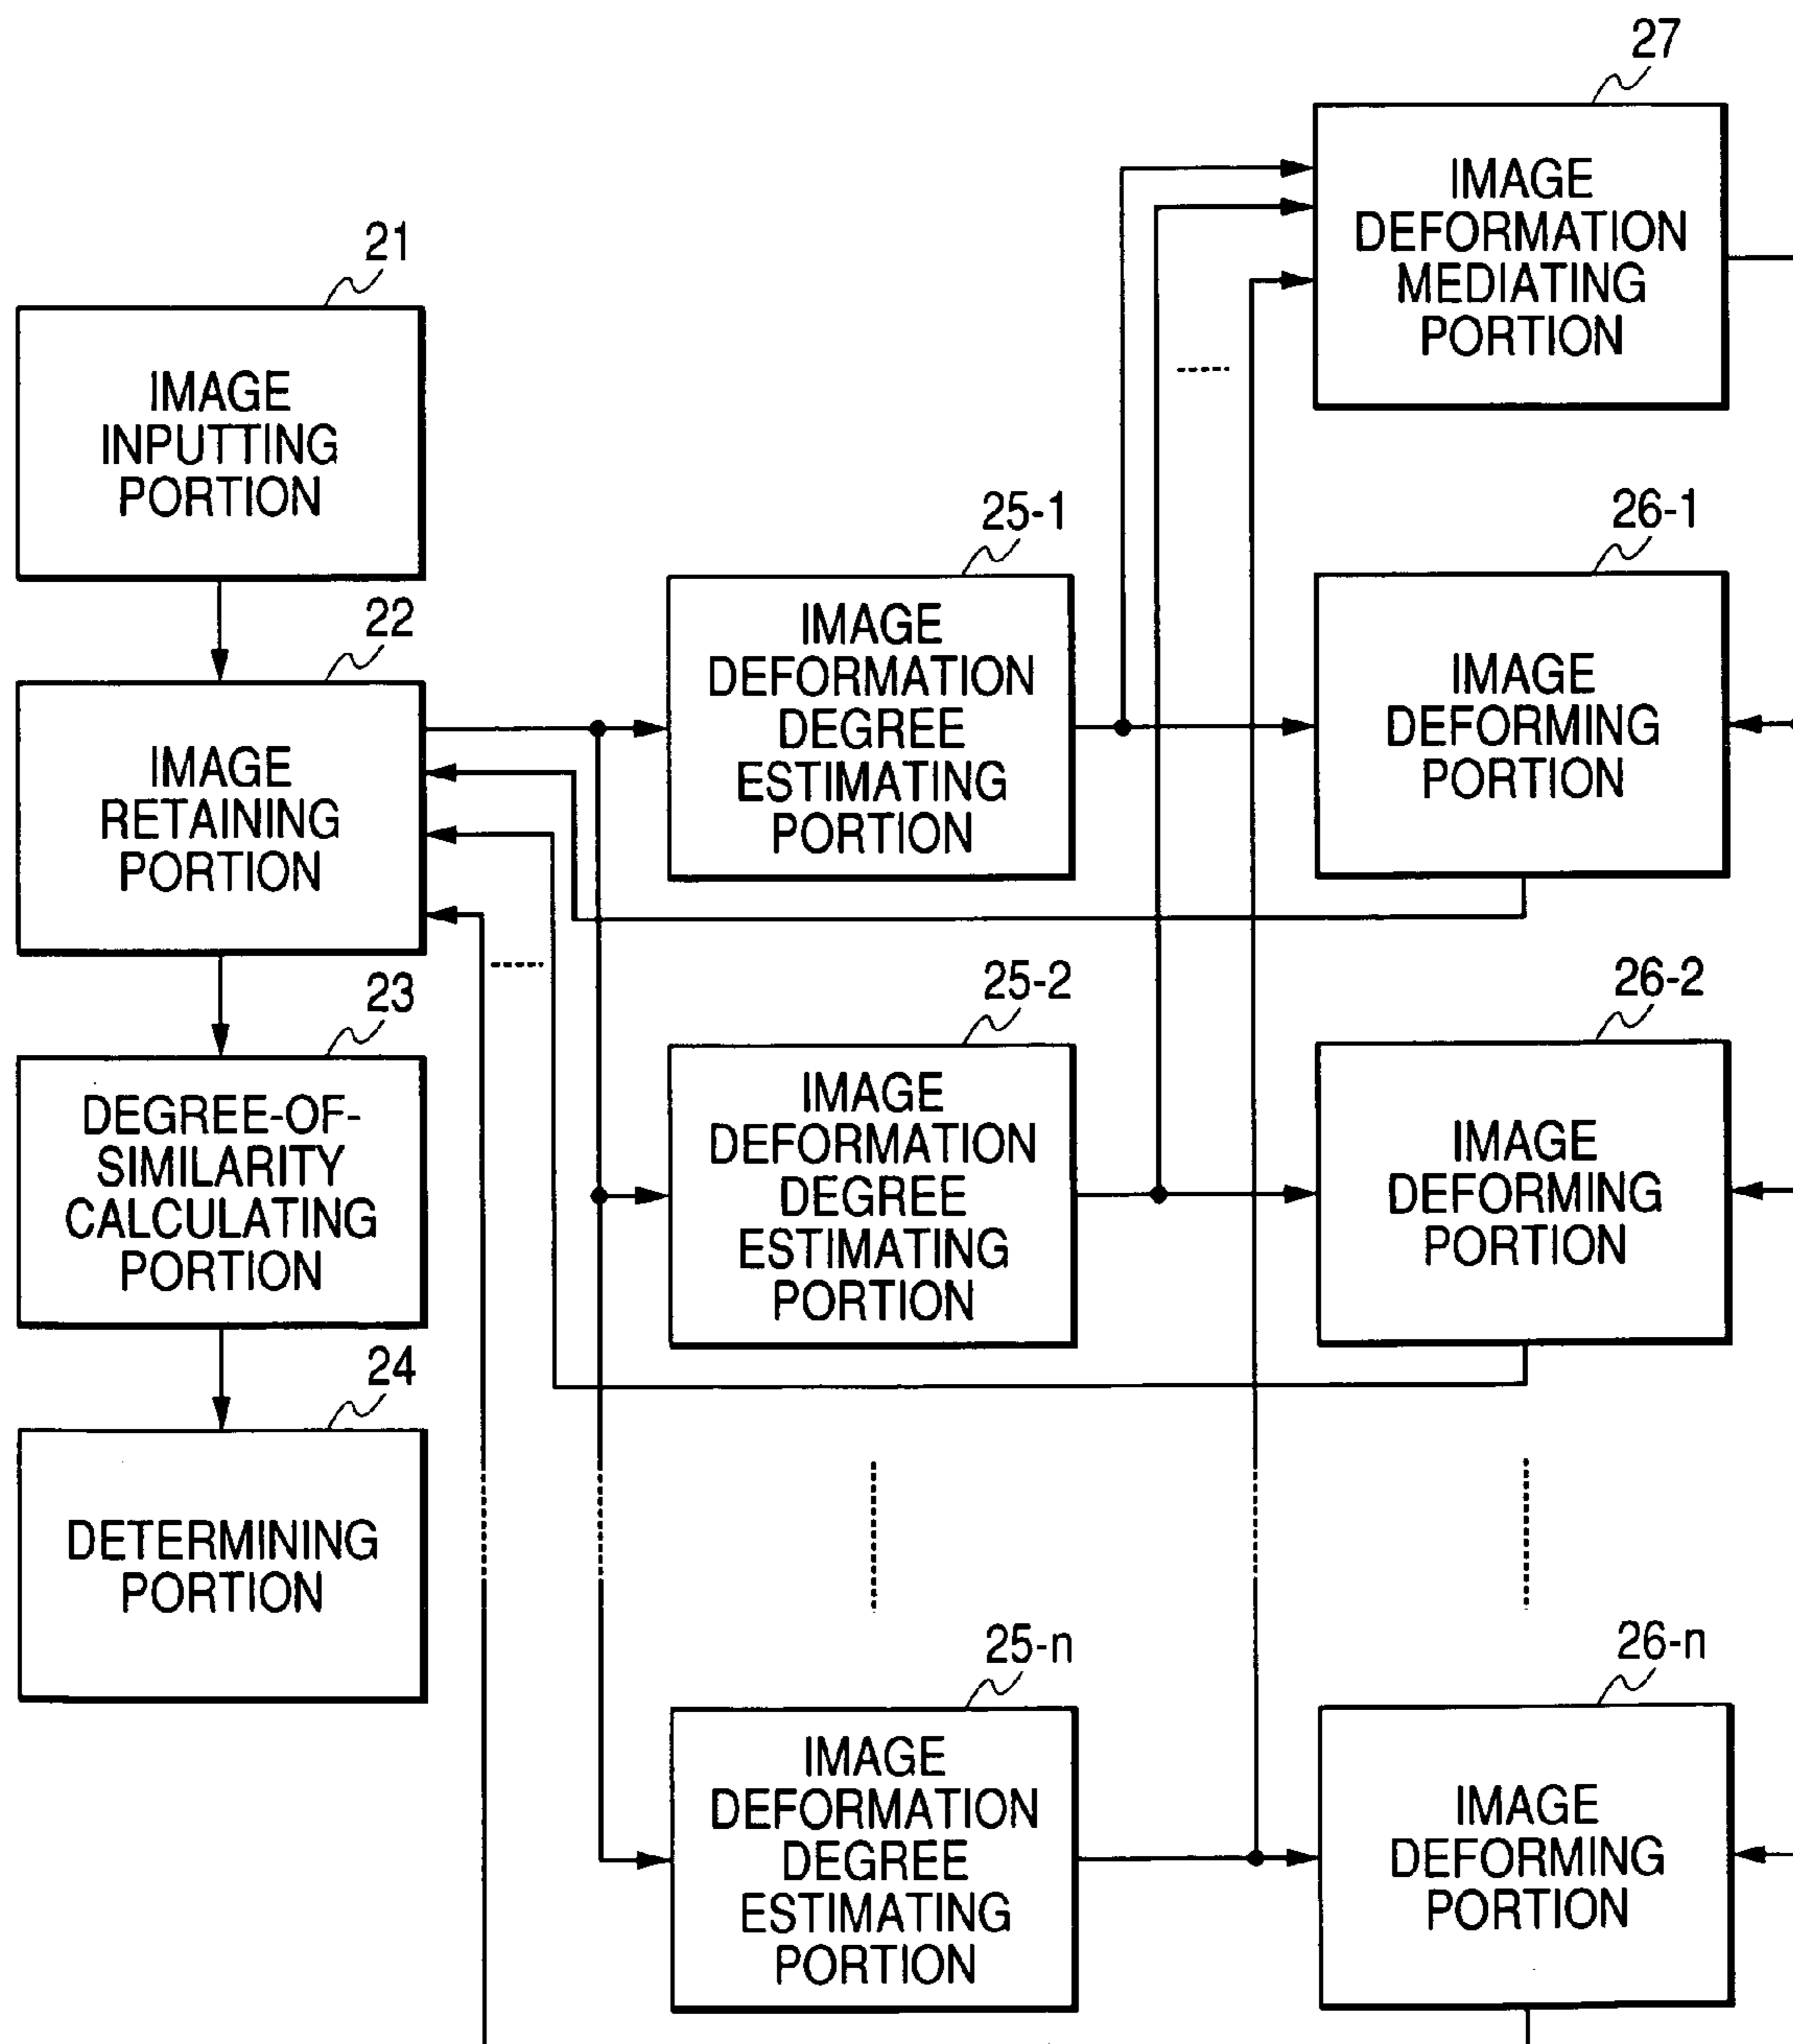 27
IMAGE
DEFORMATION
MEDIATING
PORTION
21
IMAGE
INPUTTING
PORTION
22
IMAGE
RETAINING
PORTION
23
DEGREE-OF-
SIMILARITY
CALCULATING
PORTION
24
DETERMINING
PORTION
25-1
IMAGE
DEFORMATION
DEGREE
ESTIMATING
PORTION
26-1
IMAGE
DEFORMING
PORTION
25-2
IMAGE
DEFORMATION
DEGREE
ESTIMATING
PORTION
26-2
IMAGE
DEFORMING
PORTION
25-n
IMAGE
DEFORMATION
DEGREE
ESTIMATING
PORTION
26-n
IMAGE
DEFORMING
PORTION